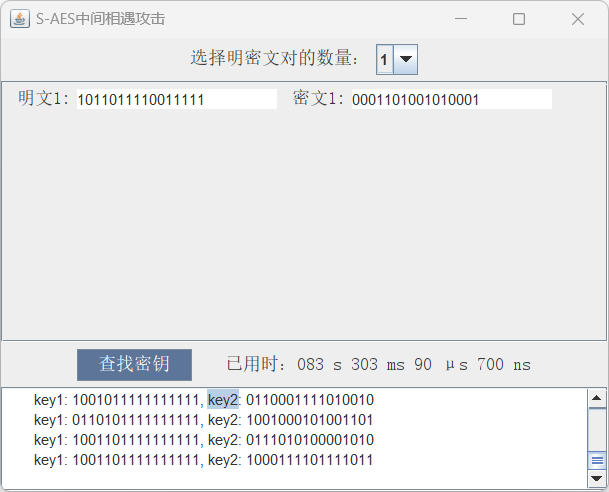 S-AES中间相遇攻击
选择明密文对的数量： 1
明文1: 1011011110011111 密文1: 0001101001010001
查找密钥 已用时：083 s 303 ms 90 μs 700 ns
key1: 1001011111111111, key2: 0110001111010010
key1: 0110101111111111, key2: 1001000101001101
key1: 1001101111111111, key2: 0111010100001010
key1: 1001101111111111, key2: 1000111101111011